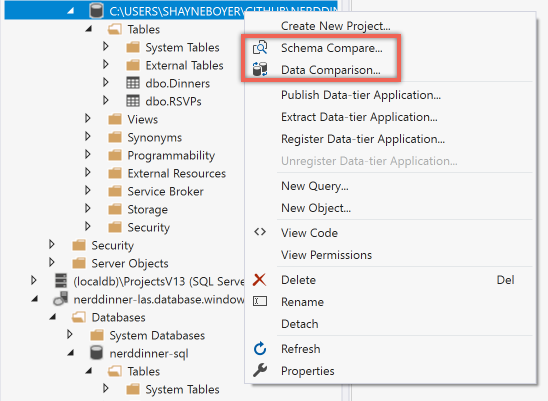 C:\USERS\SHAYNEBOYER\GITHUB\NERDDIN
Tables
System Tables
External Tables
dbo.Dinners
dbo.RSVPs
Views
Synonyms
Programmability
External Resources
Service Broker
Storage
Security
Security
Server Objects
(localdb)\ProjectsV13 (SQL Serve
nerddinner-las.database.window
Databases
System Databases
nerddinner-sql
Tables
System Tables
Create New Project...
Schema Compare...
Data Comparison...
Publish Data-tier Application...
Extract Data-tier Application...
Register Data-tier Application...
Unregister Data-tier Application...
New Query...
New Object...
View Code
View Permissions
Delete Del
Rename
Detach
Refresh
Properties